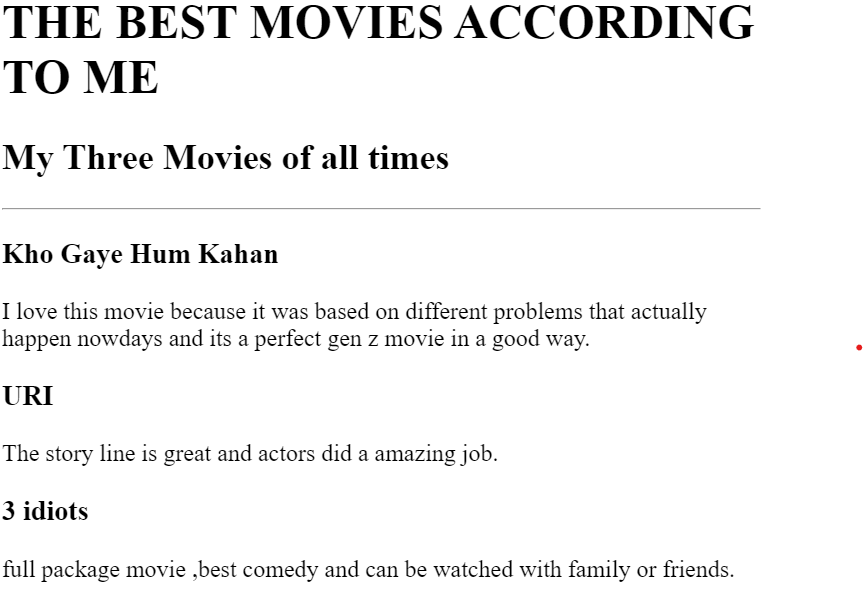 THE BEST MOVIES ACCORDING
TO ME
My Three Movies of all times
Kho Gaye Hum Kahan
I love this movie because it was based on different problems that actually
happen nowdays and its a perfect gen z movie in a good way.
URI
The story line is great and actors did a amazing job.
3 idiots
full package movie ,best comedy and can be watched with family or friends.